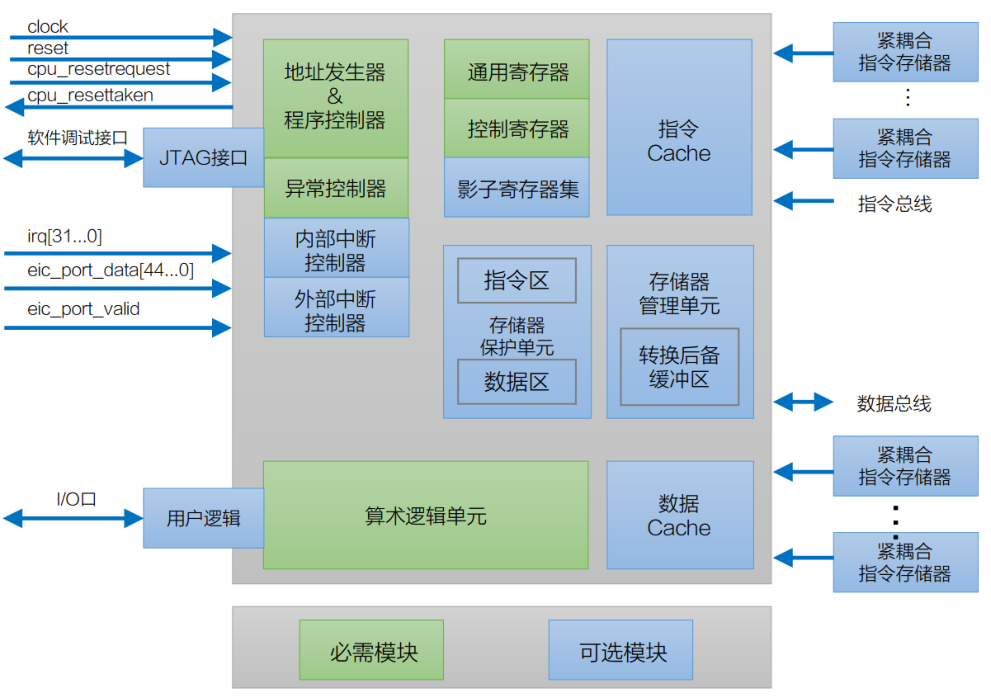 clock
reset
cpu_resetrequest
cpu_resettaken
软件调试接口
JTAG接口
irq[31...0]
eic_port_data[44...0]
eic_port_valid
I/O口
用户逻辑
地址发生器
&
程序控制器
异常控制器
内部中断
控制器
外部中断
控制器
通用寄存器
控制寄存器
影子寄存器集
指令
Cache
指令区
存储器
保护单元
数据区
存储器
管理单元
转换后备
缓冲区
算术逻辑单元
数据
Cache
紧耦合
指令存储器
⋮
紧耦合
指令存储器
指令总线
数据总线
紧耦合
指令存储器
⋮
紧耦合
指令存储器
必需模块
可选模块